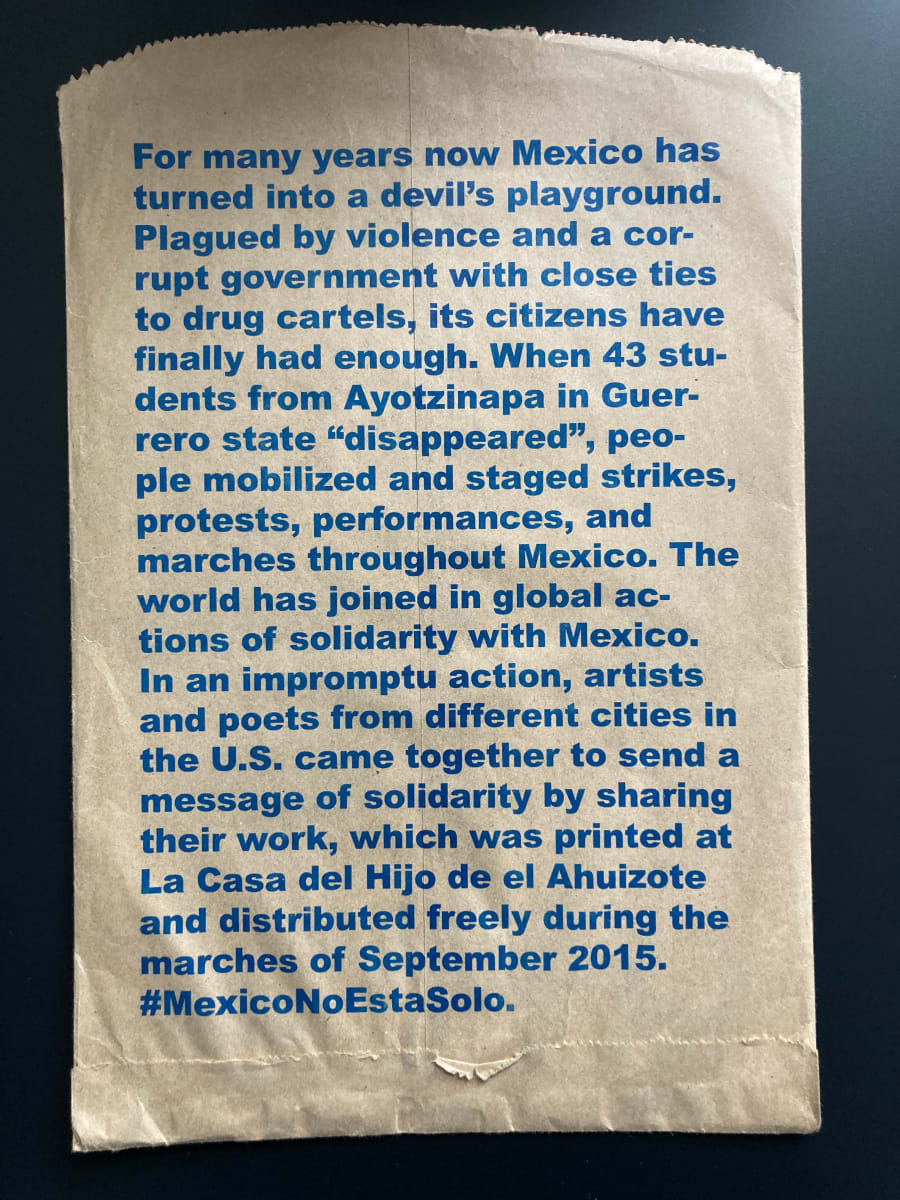 For many years now Mexico has
turned into a devil’s playground.
Plagued by violence and a cor-
rupt government with close ties
to drug cartels, its citizens have
finally had enough. When 43 stu-
dents from Ayotzinapa in Guer-
rero state “disappeared”, peo-
ple mobilized and staged strikes,
protests, performances, and
marches throughout Mexico. The
world has joined in global ac-
tions of solidarity with Mexico.
In an impromptu action, artists
and poets from different cities in
the U.S. came together to send a
message of solidarity by sharing
their work, which was printed at
La Casa del Hijo de el Ahuizote
and distributed freely during the
marches of September 2015.
#MexicoNoEstaSolo.